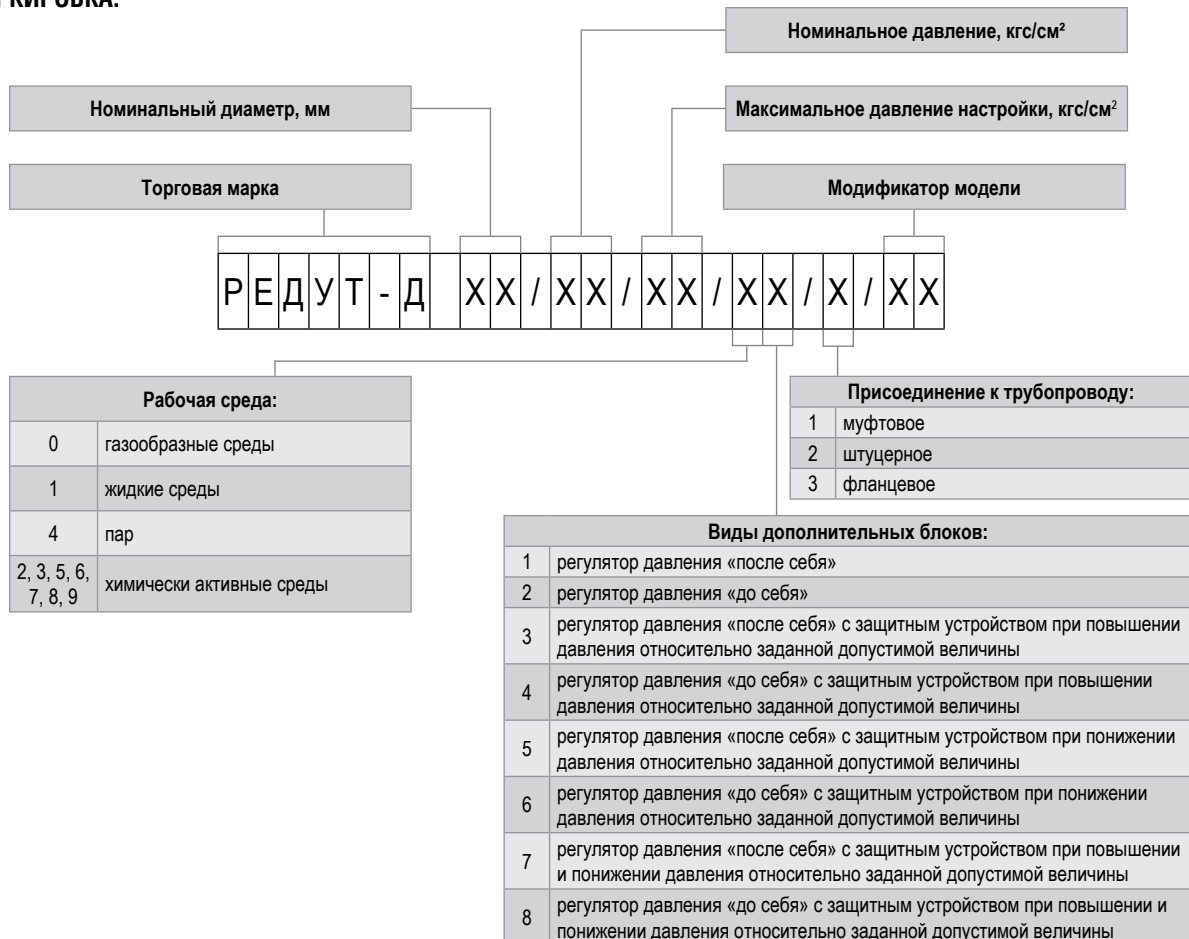 Номинальное давление, кгс/см²
Номинальный диаметр, мм
Максимальное давление настройки, кгс/см²
Торговая марка
Модификатор модели
РЕДУТ-Д XX/XX/XX/XX/X/XX
Рабочая среда:
0 газообразные среды
1 жидкие среды
4 пар
2, 3, 5, 6,
7, 8, 9 химически активные среды
Присоединение к трубопроводу:
1 муфтовое
2 штуцерное
3 фланцевое
Виды дополнительных блоков:
1 регулятор давления «после себя»
2 регулятор давления «до себя»
3 регулятор давления «после себя» с защитным устройством при повышении
давления относительно заданной допустимой величины
4 регулятор давления «до себя» с защитным устройством при повышении
давления относительно заданной допустимой величины
5 регулятор давления «после себя» с защитным устройством при понижении
давления относительно заданной допустимой величины
6 регулятор давления «до себя» с защитным устройством при понижении
давления относительно заданной допустимой величины
7 регулятор давления «после себя» с защитным устройством при повышении
и понижении давления относительно заданной допустимой величины
8 регулятор давления «до себя» с защитным устройством при повышении и
понижении давления относительно заданной допустимой величины